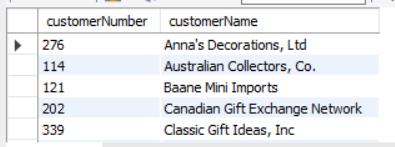 customerNumber customerName
276 Anna's Decorations, Ltd
114 Australian Collectors, Co.
121 Baane Mini Imports
202 Canadian Gift Exchange Network
339 Classic Gift Ideas, Inc